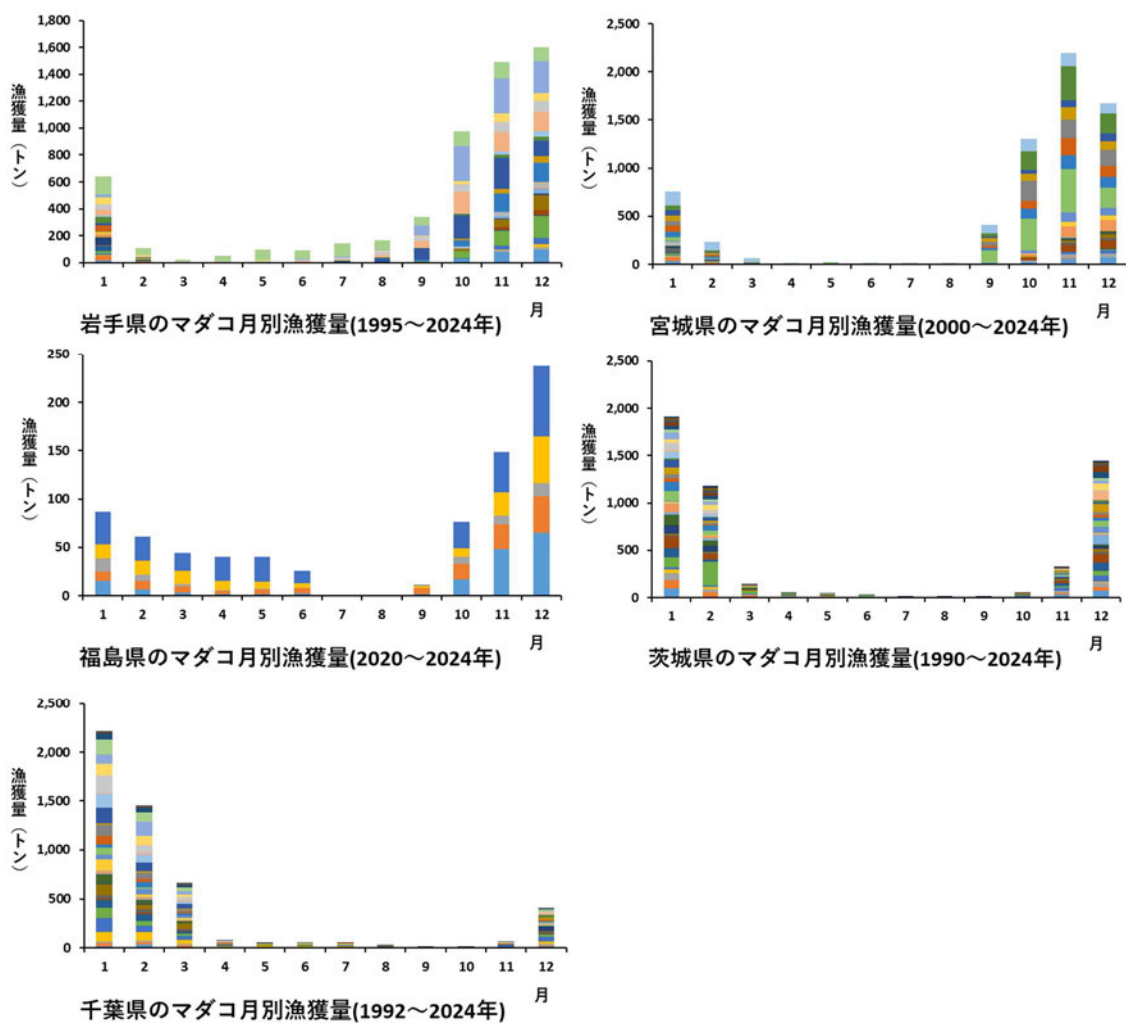 漁獲量（トン）
1,800
1,600
1,400
1,200
1,000
800
600
400
200
0
1 2 3 4 5 6 7 8 9 10 11 12
月
岩手県のマダコ月別漁獲量(1995～2024年)
漁獲量（トン）
2,500
2,000
1,500
1,000
500
0
1 2 3 4 5 6 7 8 9 10 11 12
月
宮城県のマダコ月別漁獲量(2000～2024年)
漁獲量（トン）
250
200
150
100
50
0
1 2 3 4 5 6 7 8 9 10 11 12
月
福島県のマダコ月別漁獲量(2020～2024年)
漁獲量（トン）
2,500
2,000
1,500
1,000
500
0
1 2 3 4 5 6 7 8 9 10 11 12
月
茨城県のマダコ月別漁獲量(1990～2024年)
漁獲量（トン）
2,500
2,000
1,500
1,000
500
0
1 2 3 4 5 6 7 8 9 10 11 12
月
千葉県のマダコ月別漁獲量(1992～2024年)